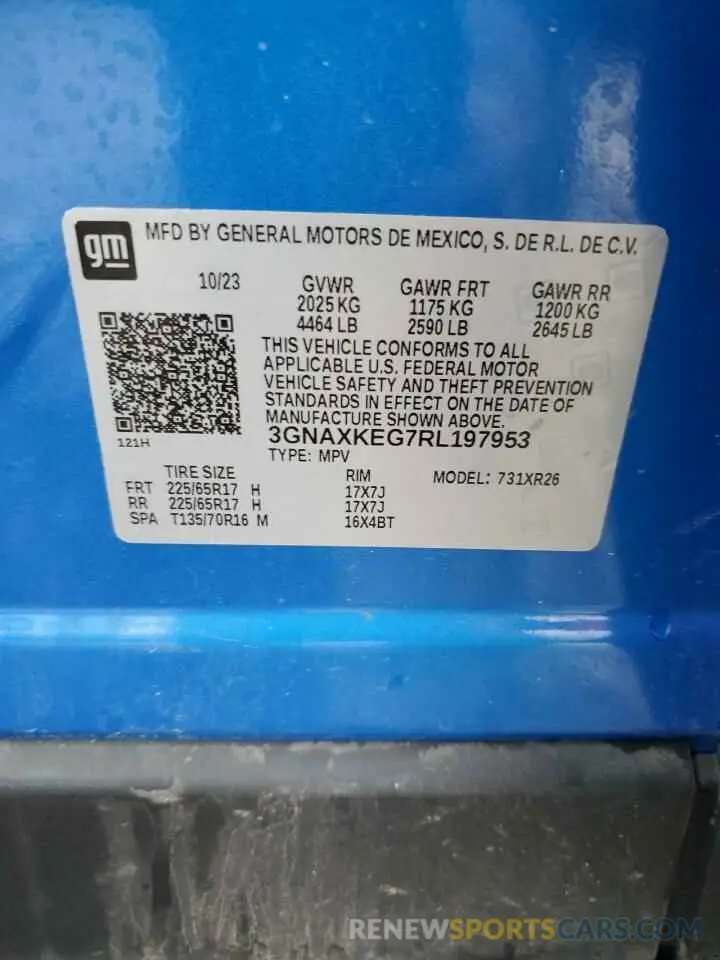 gm
MFD BY GENERAL MOTORS DE MEXICO, S. DE R.L. DE C.V.
10/23 GVWR GAWR FRT GAWR RR
2025 KG 1175 KG 1200 KG
4464 LB 2590 LB 2645 LB
THIS VEHICLE CONFORMS TO ALL
APPLICABLE U.S. FEDERAL MOTOR
VEHICLE SAFETY AND THEFT PREVENTION
STANDARDS IN EFFECT ON THE DATE OF
MANUFACTURE SHOWN ABOVE.
121H
3GNAXKEG7RL197953
TYPE: MPV
TIRE SIZE RIM MODEL: 731XR26
FRT 225/65R17 H 17X7J
RR 225/65R17 H 17X7J
SPA T135/70R16 M 16X4BT
RENEWSPORTSCARS.COM